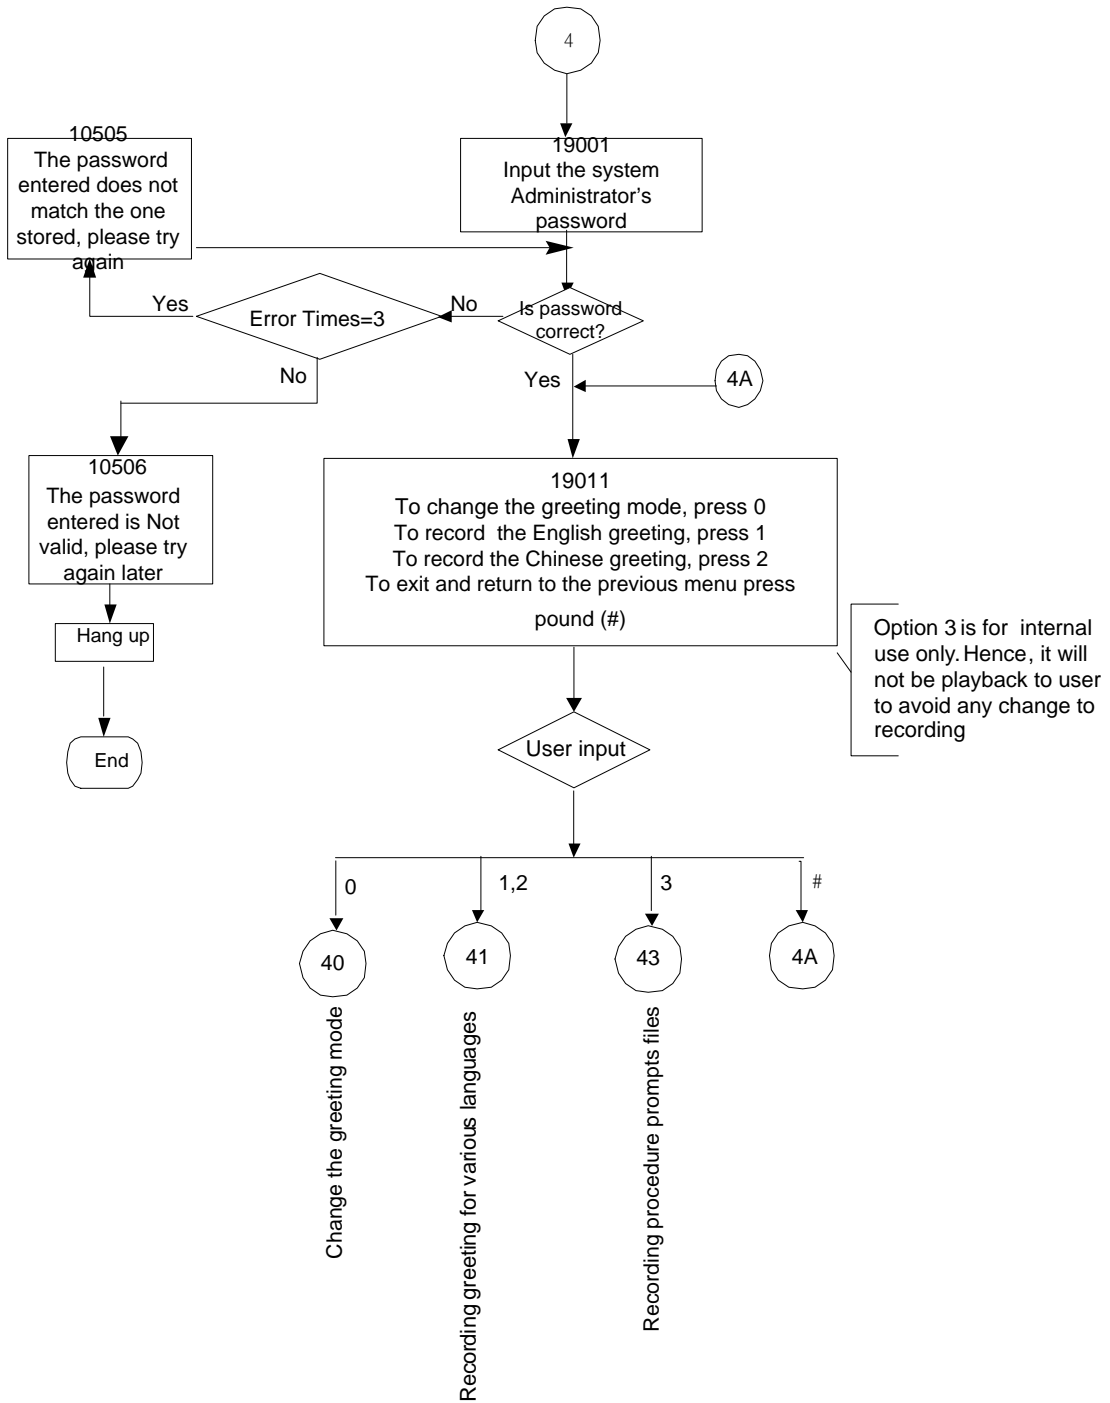 4
10505
The password
entered does not
match the one
stored, please try
again
19001
Input the system
Administrator's
password
Yes
Error Times=3
No
Is password
correct?
No
Yes
4A
10506
The password
entered is Not
valid, please try
again later
19011
To change the greeting mode, press 0
To record the English greeting, press 1
To record the Chinese greeting, press 2
To exit and return to the previous menu press
pound (#)
Hang up
Option 3 is for internal
use only. Hence, it will
not be playback to user
to avoid any change to
recording
User input
End
0
1,2
3
#
40
41
43
4A
Change the greeting mode
Recording greeting for various languages
Recording procedure prompts files